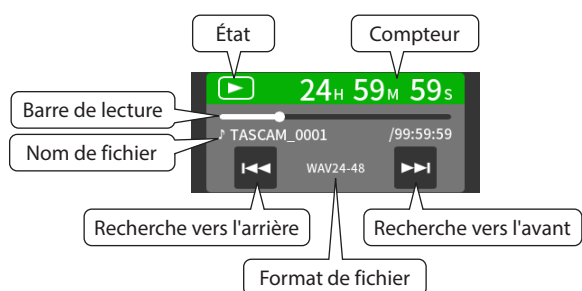 État
Compteur
24H 59M 59S
Barre de lecture
♪ TASCAM_0001 /99:59:59
Nom de fichier
WAV24-48
Recherche vers l'arrière
Recherche vers l'avant
Format de fichier